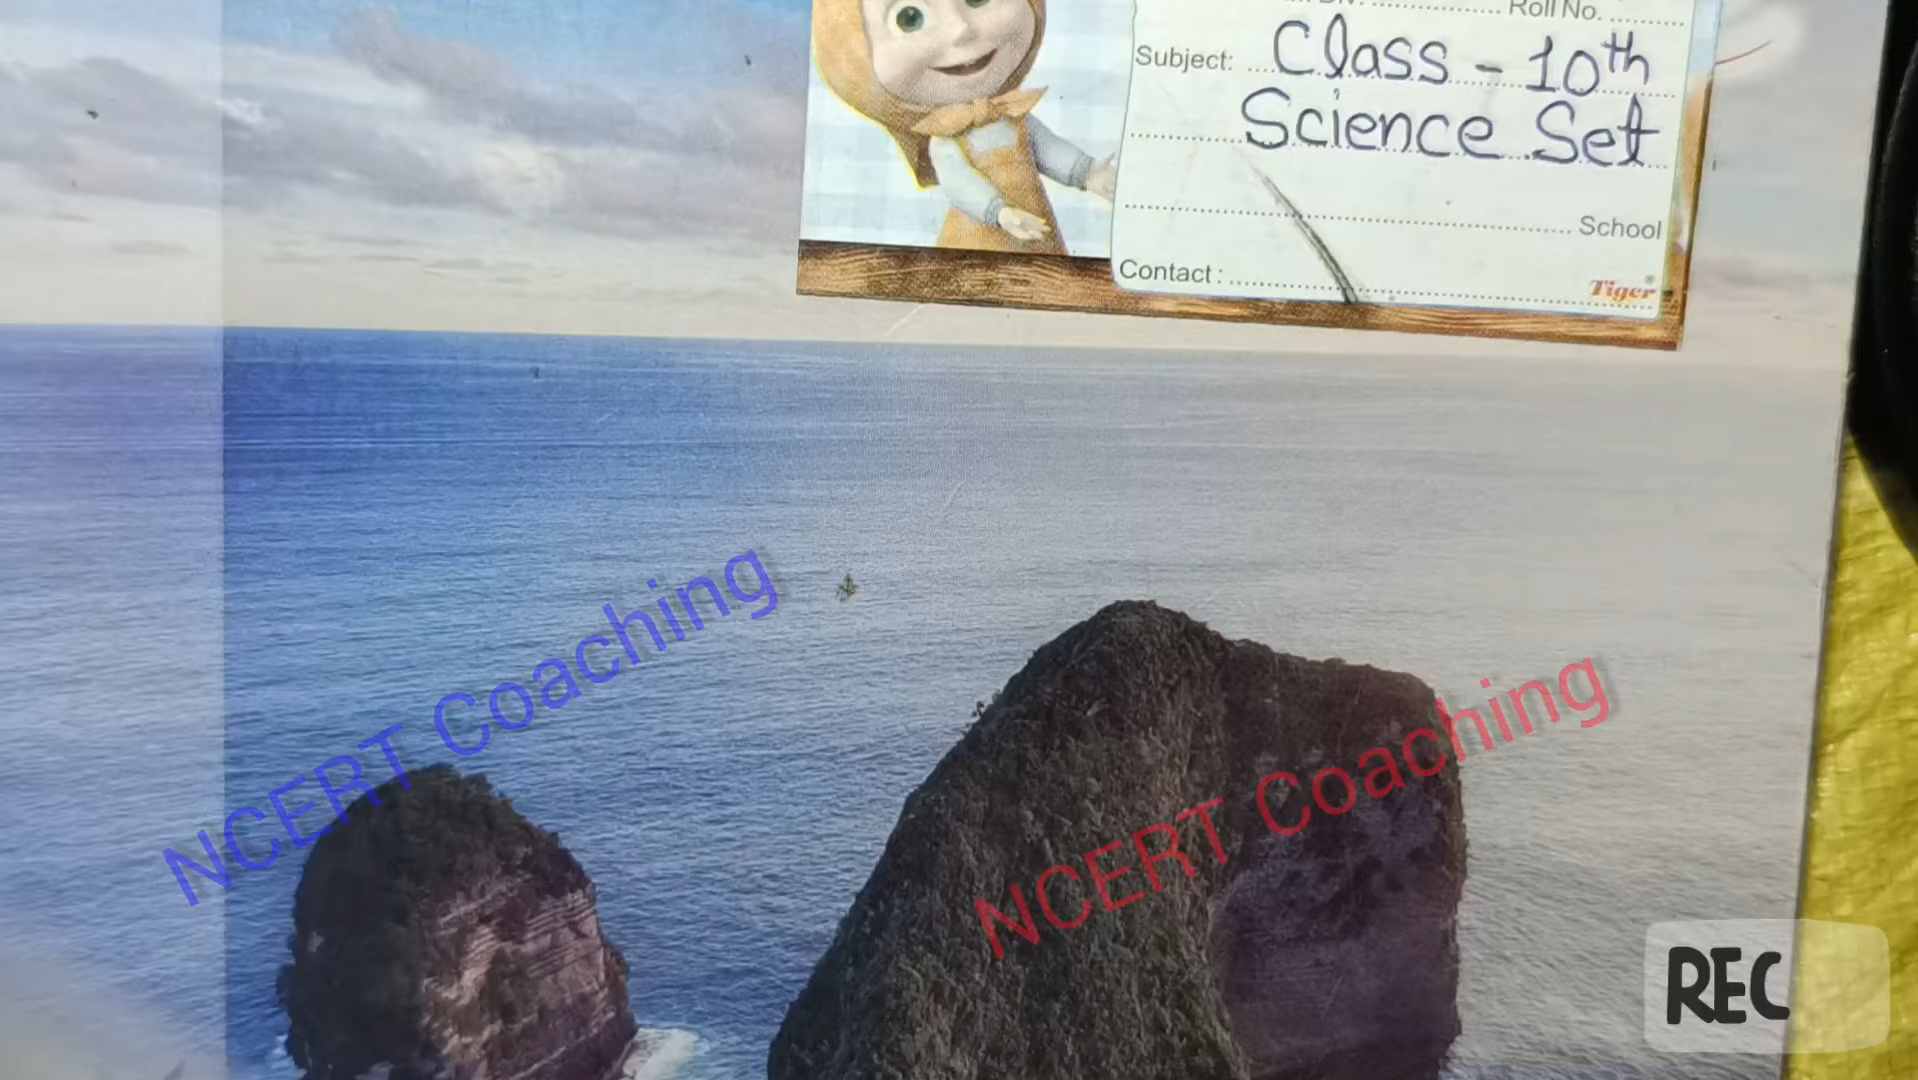 Roll No. ..............
Subject: Class - 10th
Science Set
School
Contact :
Tiger®
NCERT Coaching
NCERT Coaching
REC